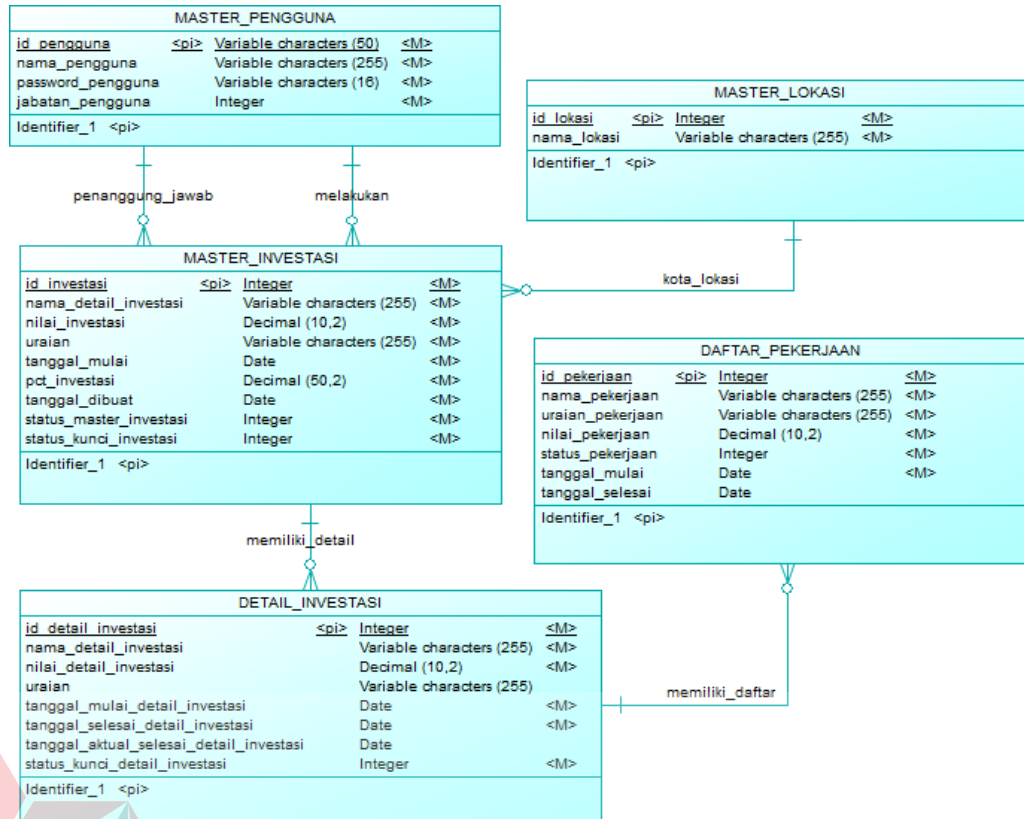 MASTER_PENGGUNA
id_pengguna <pi> Variable characters (50) <M>
nama_pengguna Variable characters (255) <M>
password_pengguna Variable characters (16) <M>
jabatan_pengguna Integer <M>
Identifier_1 <pi>
MASTER_LOKASI
id_lokasi <pi> Integer <M>
nama_lokasi Variable characters (255) <M>
Identifier_1 <pi>
penanggung_jawab
melakukan
kota_lokasi
MASTER_INVESTASI
id_investasi <pi> Integer <M>
nama_detail_investasi Variable characters (255) <M>
nilai_investasi Decimal (10,2) <M>
uraian Variable characters (255) <M>
tanggal_mulai Date <M>
pct_investasi Decimal (50,2) <M>
tanggal_dibuat Date <M>
status_master_investasi Integer <M>
status_kunci_investasi Integer <M>
Identifier_1 <pi>
DAFTAR_PEKERJAAN
id_pekerjaan <pi> Integer <M>
nama_pekerjaan Variable characters (255) <M>
uraian_pekerjaan Variable characters (255) <M>
nilai_pekerjaan Decimal (10,2) <M>
status_pekerjaan Integer <M>
tanggal_mulai Date <M>
tanggal_selesai Date
Identifier_1 <pi>
memiliki_detail
DETAIL_INVESTASI
id_detail_investasi <pi> Integer <M>
nama_detail_investasi Variable characters (255) <M>
nilai_detail_investasi Decimal (10,2) <M>
uraian Variable characters (255)
tanggal_mulai_detail_investasi Date <M>
tanggal_selesai_detail_investasi Date <M>
tanggal_aktual_selesai_detail_investasi Date
status_kunci_detail_investasi Integer <M>
Identifier_1 <pi>
memiliki_daftar